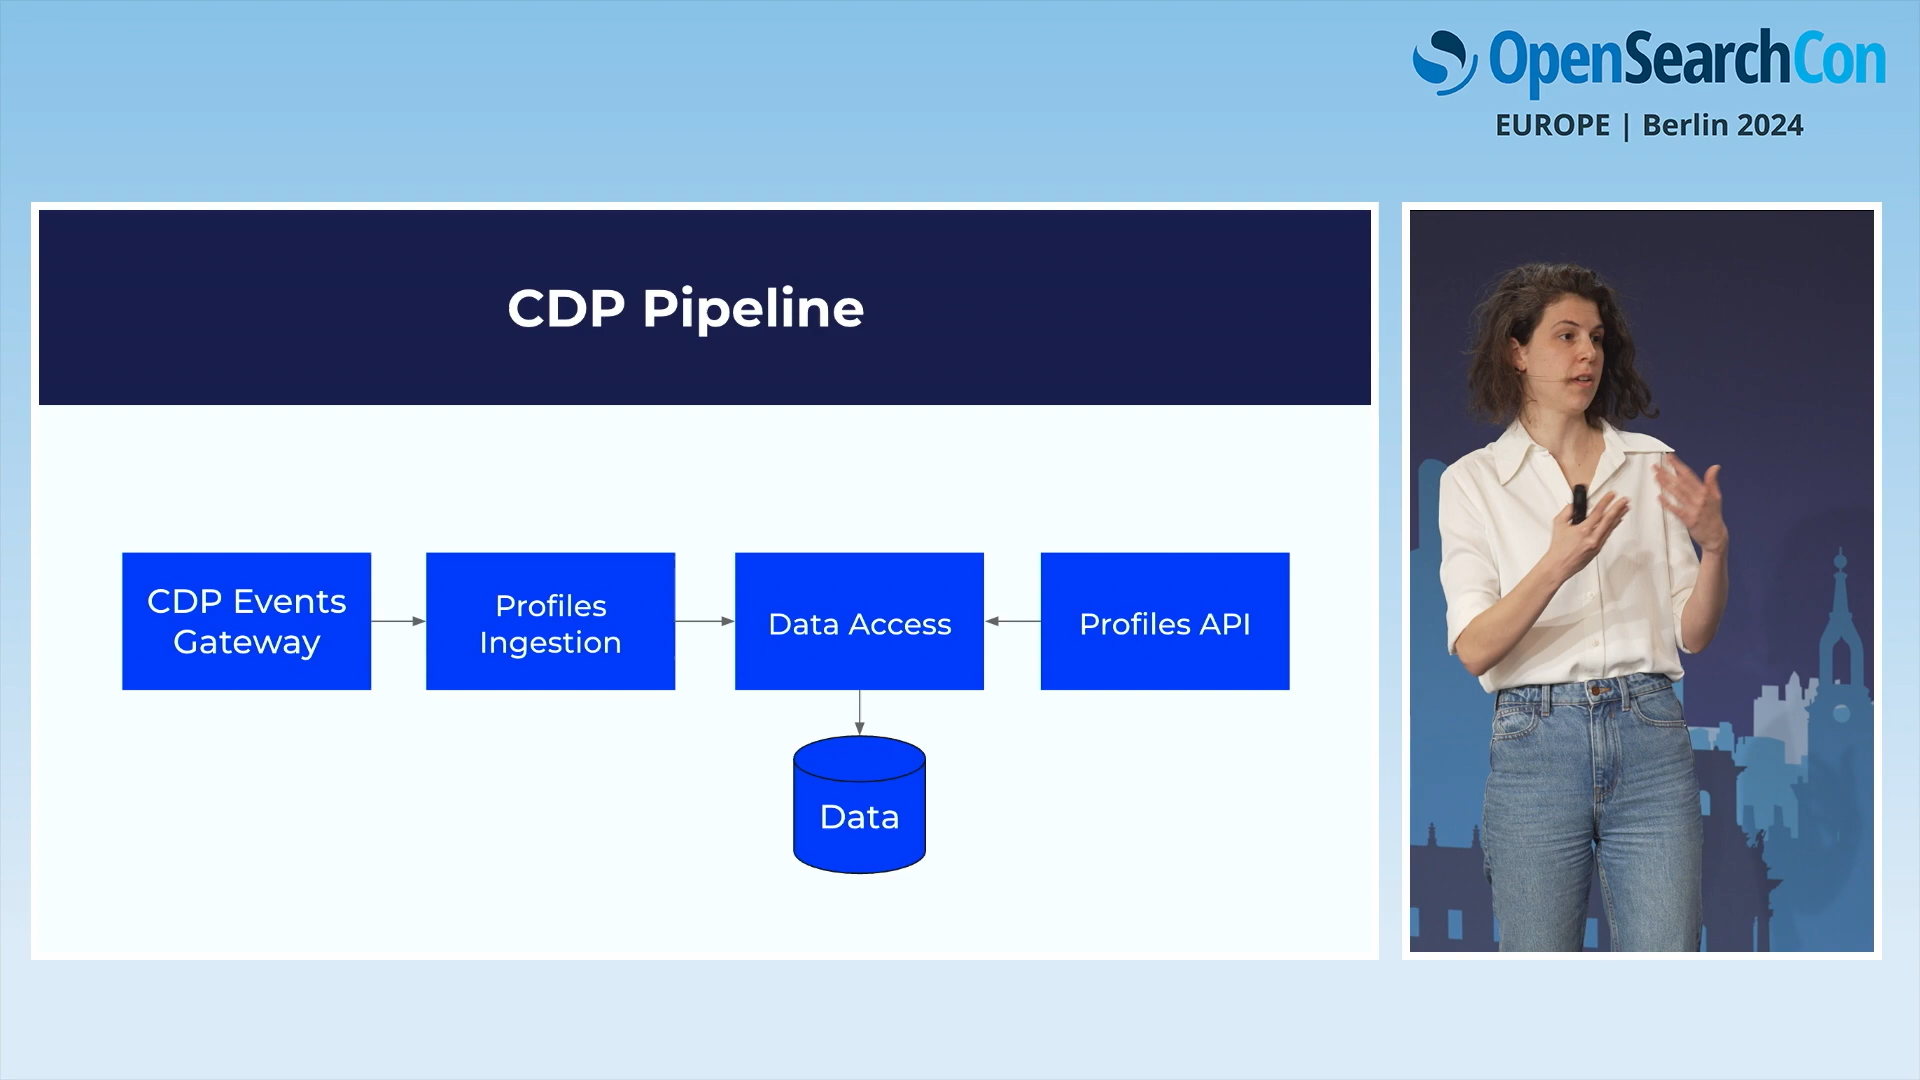 OpenSearchCon
EUROPE | Berlin 2024
CDP Pipeline
CDP Events
Gateway
Profiles
Ingestion
Data Access
Profiles API
Data